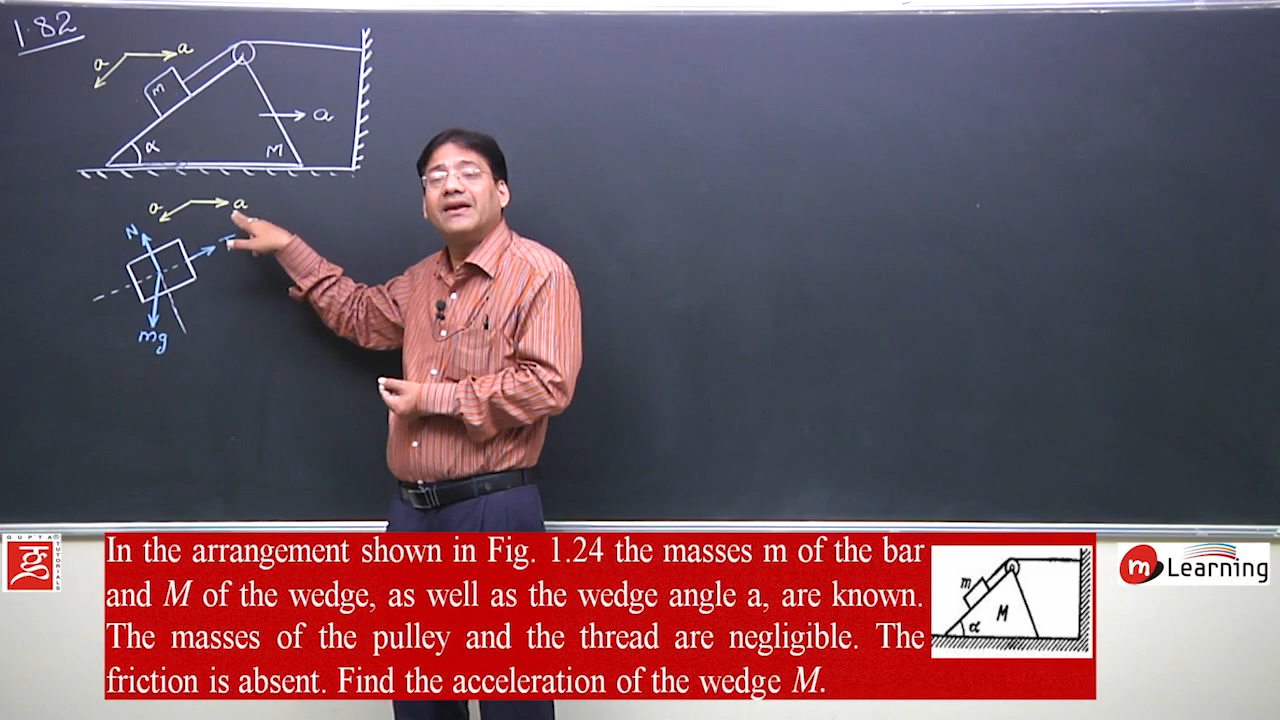 1.82
a a
m
a
α
M
a a
N
T
mg
GUPTA
TUTORIALS
In the arrangement shown in Fig. 1.24 the masses m of the bar
and M of the wedge, as well as the wedge angle a, are known.
The masses of the pulley and the thread are negligible. The
friction is absent. Find the acceleration of the wedge M.
m
M
α
m Learning